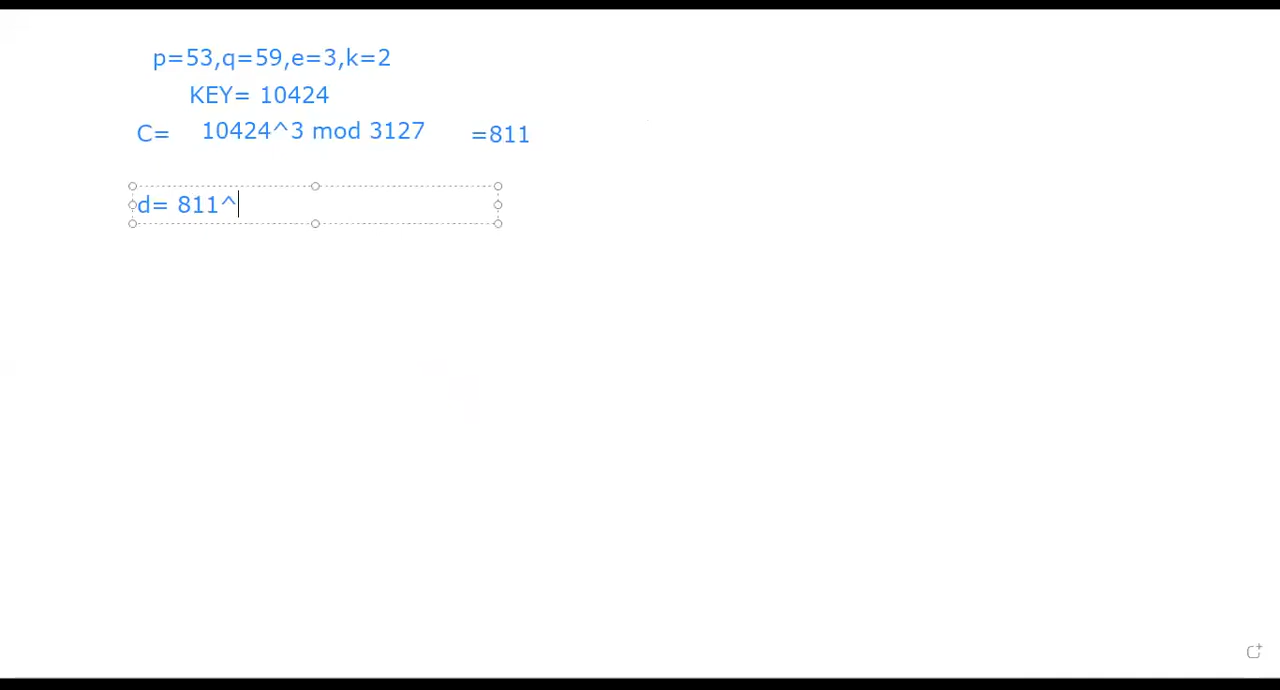 p=53,q=59,e=3,k=2
KEY= 10424
C= 10424^3 mod 3127 =811
d= 811^